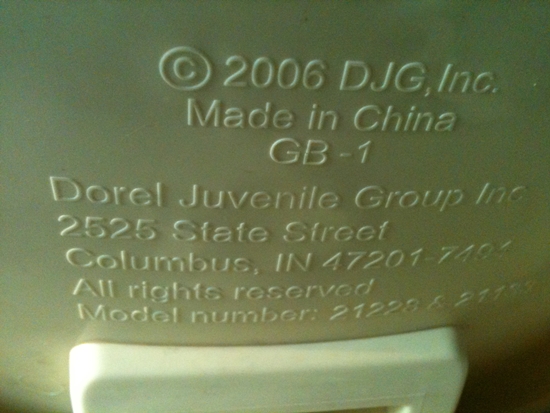 © 2006 DJG, Inc.
Made in China
GB-1
Dorel Juvenile Group Inc
2525 State Street
Columbus, IN 47201-7494
All rights reserved
Model number: 21228 &